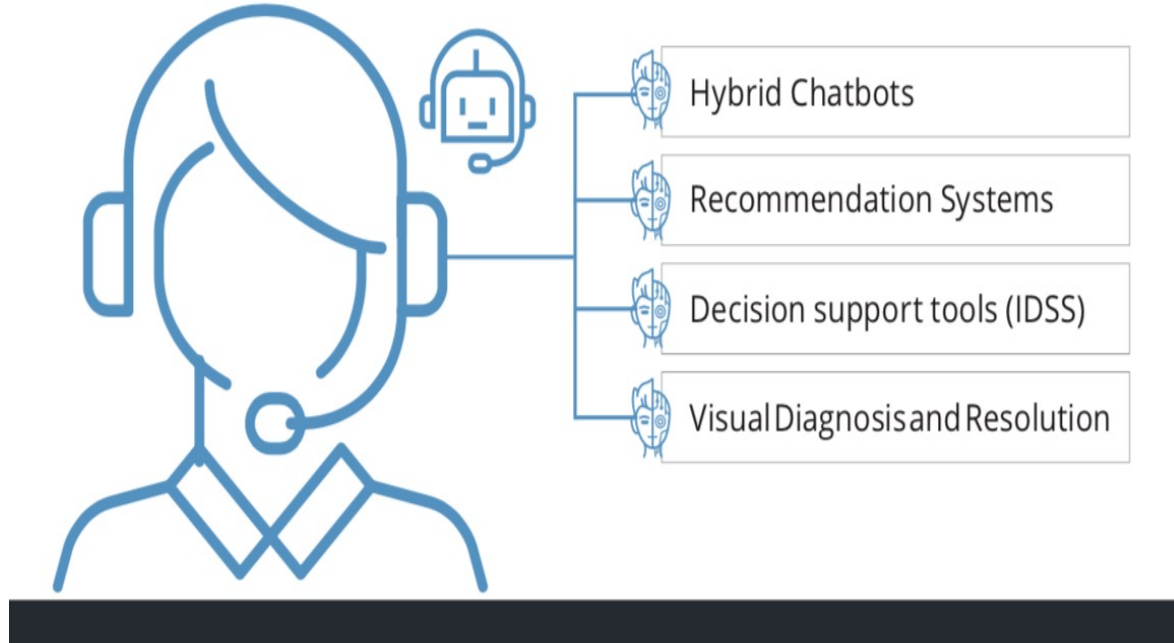 Hybrid Chatbots
Recommendation Systems
Decision support tools (IDSS)
Visual Diagnosis and Resolution